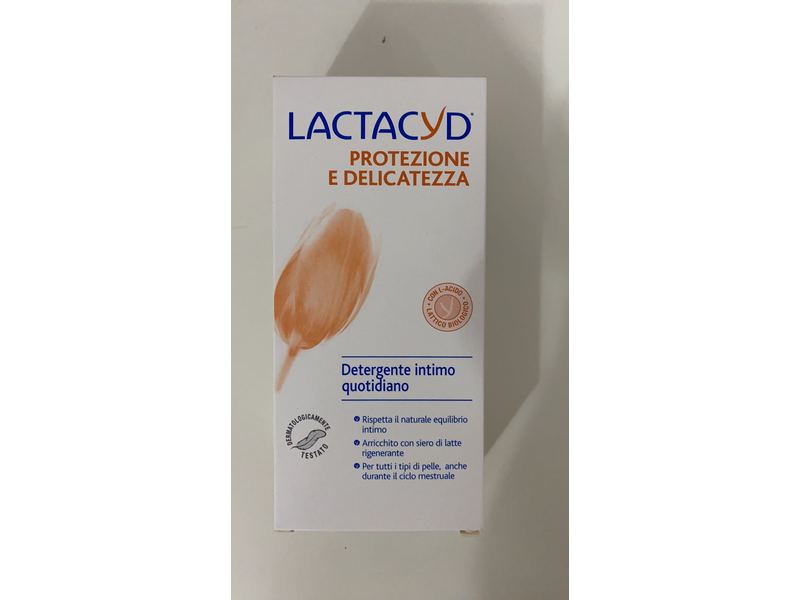 LACTACYD®
PROTEZIONE
E DELICATEZZA
• CON L-ACIDO •
LATTICO BIOLOGICO
Detergente intimo
quotidiano
DERMATOLOGICAMENTE
TESTATO
Rispetta il naturale equilibrio
intimo
Arricchito con siero di latte
rigenerante
Per tutti i tipi di pelle, anche
durante il ciclo mestruale